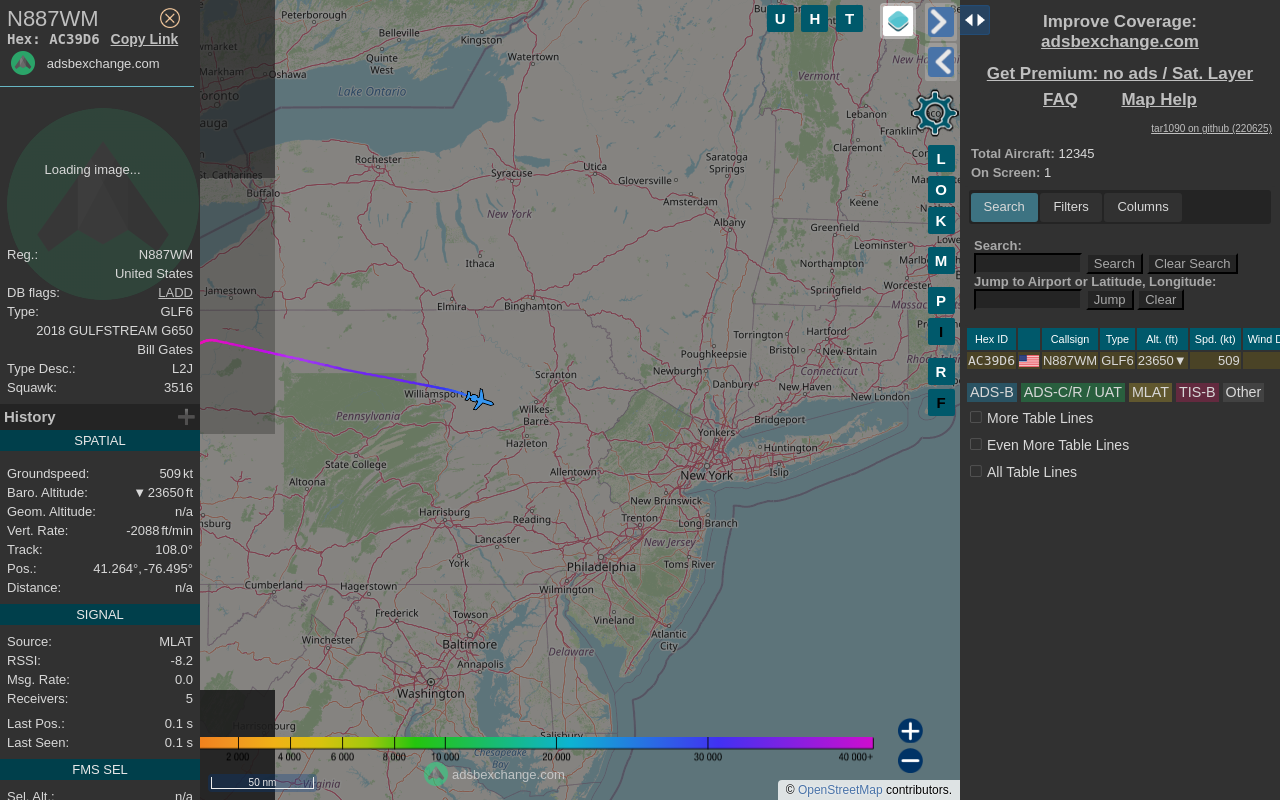 N887WM
Hex: AC39D6 Copy Link
adsbexchange.com
Loading image...
Reg.: N887WM
United States
DB flags: LADD
Type: GLF6
2018 GULFSTREAM G650
Bill Gates
Type Desc.: L2J
Squawk: 3516
History
SPATIAL
Groundspeed: 509 kt
Baro. Altitude: ▼ 23650 ft
Geom. Altitude: n/a
Vert. Rate: -2088 ft/min
Track: 108.0°
Pos.: 41.264°, -76.495°
Distance: n/a
SIGNAL
Source: MLAT
RSSI: -8.2
Msg. Rate: 0.0
Receivers: 5
Last Pos.: 0.1 s
Last Seen: 0.1 s
FMS SEL
Sel. Alt.: n/a
Peterborough
Belleville
Kingston
Quinte
West
Watertown
Markham
Oshawa
Lake Ontario
Vermont
Lebanon
Franklin
Claremont
Rochester
Syracuse
Utica
Saratoga
Springs
Gloversville
St. Catharines
Buffalo
Amsterdam
Keene
New York
Albany
Greenfield
Leominster
Ithaca
Northampton
Worcester
Jamestown
Springfield
Elmira
Binghamton
Torrington
Hartford
Poughkeepsie
Bristol
New Britain
Connecticut
Scranton
Newburgh
Danbury
New Haven
New London
Williamsport
Wilkes-
Barre
Pennsylvania
Bridgeport
Yonkers
Hazleton
Huntington
State College
Allentown
New York
Islip
Altoona
New Brunswick
Harrisburg
Reading
Trenton
Long Branch
Lancaster
New Jersey
York
Philadelphia
Toms River
Cumberland
Hagerstown
Wilmington
Frederick
Towson
Vineland
Winchester
Baltimore
Atlantic
City
Delaware
Annapolis
Washington
Salisbury
Chesapeake
Bay
Virginia
2 000 4 000 6 000 8 000 10 000 20 000 30 000 40 000+
50 nm
adsbexchange.com
© OpenStreetMap contributors.
U H T
L
O
K
M
P
I
R
F
Improve Coverage:
adsbexchange.com
Get Premium: no ads / Sat. Layer
FAQ Map Help
tar1090 on github (220625)
Total Aircraft: 12345
On Screen: 1
Search Filters Columns
Search:
Search Clear Search
Jump to Airport or Latitude, Longitude:
Jump Clear
Hex ID Callsign Type Alt. (ft) Spd. (kt) Wind D
AC39D6 N887WM GLF6 23650▼ 509
ADS-B ADS-C/R / UAT MLAT TIS-B Other
More Table Lines
Even More Table Lines
All Table Lines